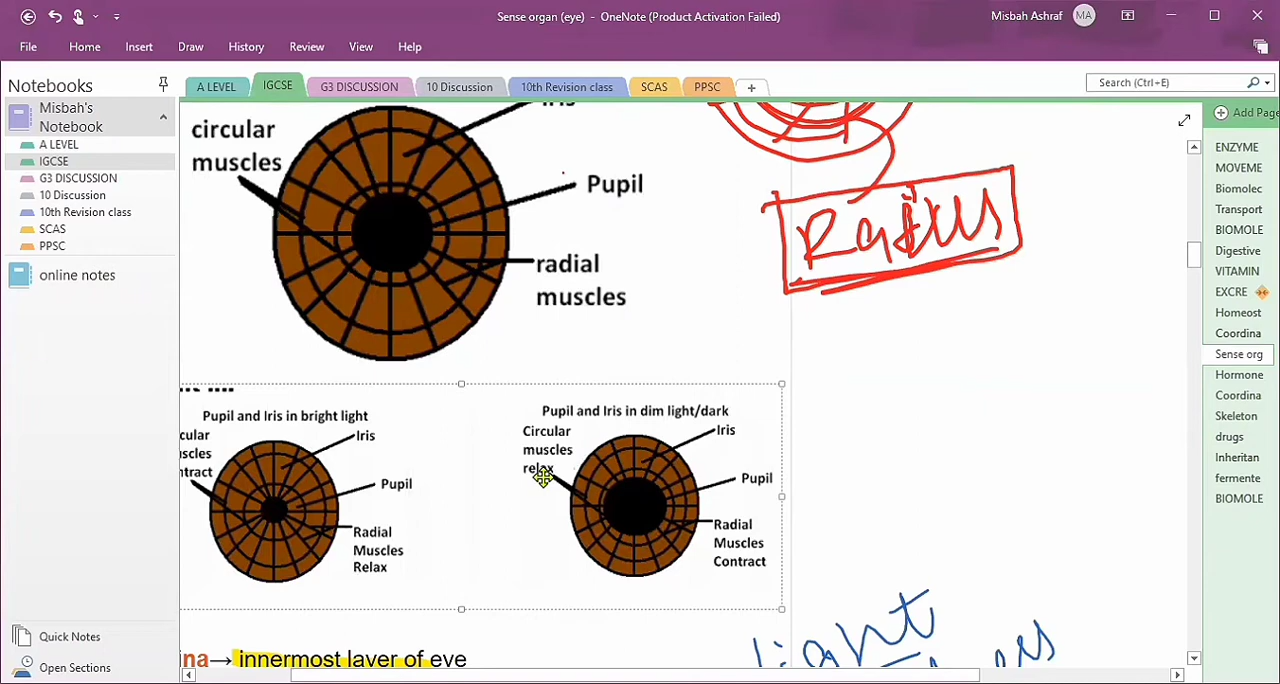 Sense organ (eye) - OneNote (Product Activation Failed)
Misbah Ashraf MA
File Home Insert Draw History Review View Help
Notebooks
A LEVEL IGCSE G3 DISCUSSION 10 Discussion 10th Revision class SCAS PPSC +
Search (Ctrl+E)
Misbah's
Notebook
A LEVEL
IGCSE
G3 DISCUSSION
10 Discussion
10th Revision class
SCAS
PPSC
online notes
Quick Notes
Open Sections
Iris
circular
muscles
Pupil
radial
muscles
Radius
Pupil and Iris in bright light
Iris
Pupil
Radial
Muscles
Relax
Pupil and Iris in dim light/dark
Circular
muscles
relax
Iris
Pupil
Radial
Muscles
Contract
ina→ innermost layer of eye
light
Add Page
ENZYME
MOVEME
Biomolec
Transport
BIOMOLE
Digestive
VITAMIN
EXCRE
Homeost
Coordina
Sense org
Hormone
Coordina
Skeleton
drugs
Inheritan
fermente
BIOMOLE